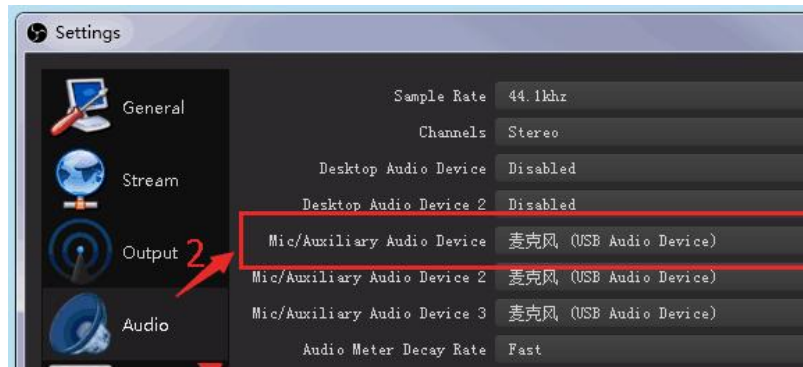 Settings
General
Stream
Output
Audio
2
Sample Rate 44.1khz
Channels Stereo
Desktop Audio Device Disabled
Desktop Audio Device 2 Disabled
Mic/Auxiliary Audio Device 麦克风 (USB Audio Device)
Mic/Auxiliary Audio Device 2 麦克风 (USB Audio Device)
Mic/Auxiliary Audio Device 3 麦克风 (USB Audio Device)
Audio Meter Decay Rate Fast